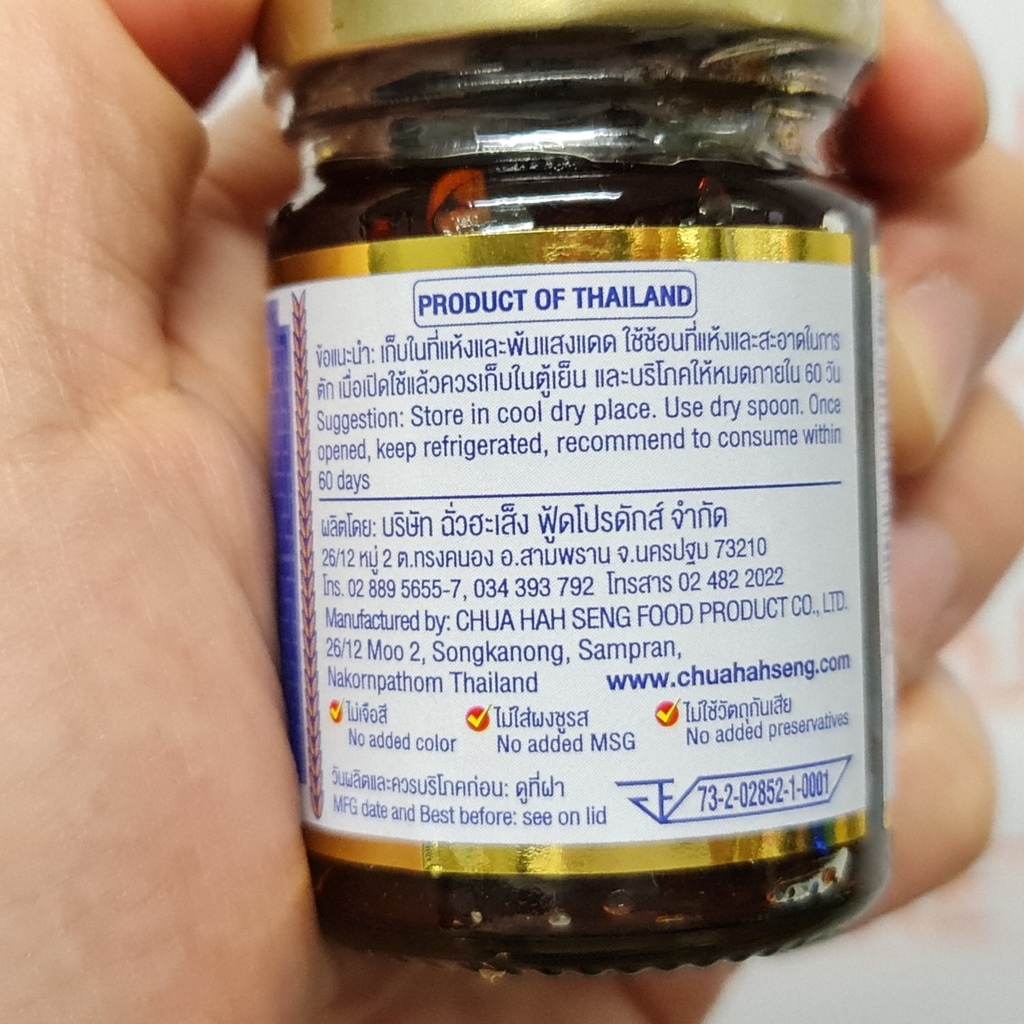 PRODUCT OF THAILAND
ข้อแนะนำ: เก็บในที่แห้งและพ้นแสงแดด ใช้ช้อนที่แห้งและสะอาดในการ
ตัก เมื่อเปิดใช้แล้วควรเก็บในตู้เย็น และบริโภคให้หมดภายใน 60 วัน
Suggestion: Store in cool dry place. Use dry spoon. Once
opened, keep refrigerated, recommend to consume within
60 days
ผลิตโดย: บริษัท ฉั่วฮะเส็ง ฟู้ดโปรดักส์ จำกัด
26/12 หมู่ 2 ต.ทรงคนอง อ.สามพราน จ.นครปฐม 73210
โทร. 02 889 5655-7, 034 393 792 โทรสาร 02 482 2022
Manufactured by: CHUA HAH SENG FOOD PRODUCT CO., LTD.
26/12 Moo 2, Songkanong, Sampran,
Nakornpathom Thailand www.chuahahseng.com
ไม่เจือสี ไม่ใส่ผงชูรส ไม่ใช้วัตถุกันเสีย
No added color No added MSG No added preservatives
วันผลิตและควรบริโภคก่อน: ดูที่ฝา
MFG date and Best before: see on lid
73-2-02852-1-0001